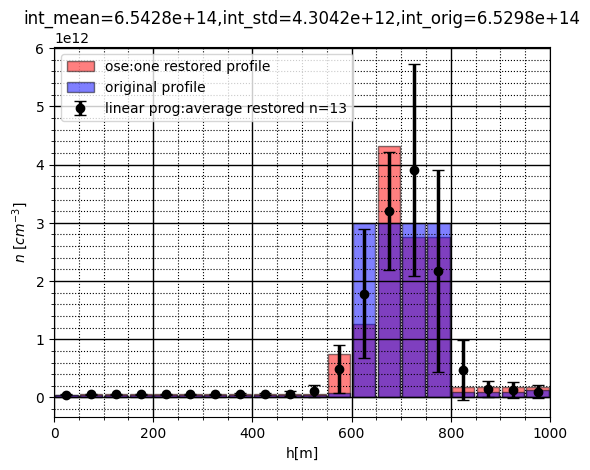 int_mean=6.5428e+14,int_std=4.3042e+12,int_orig=6.5298e+14
1e12
ose:one restored profile
original profile
linear prog:average restored n=13
6
5
4
3
2
1
0
n [cm⁻³]
0 200 400 600 800 1000
h[m]